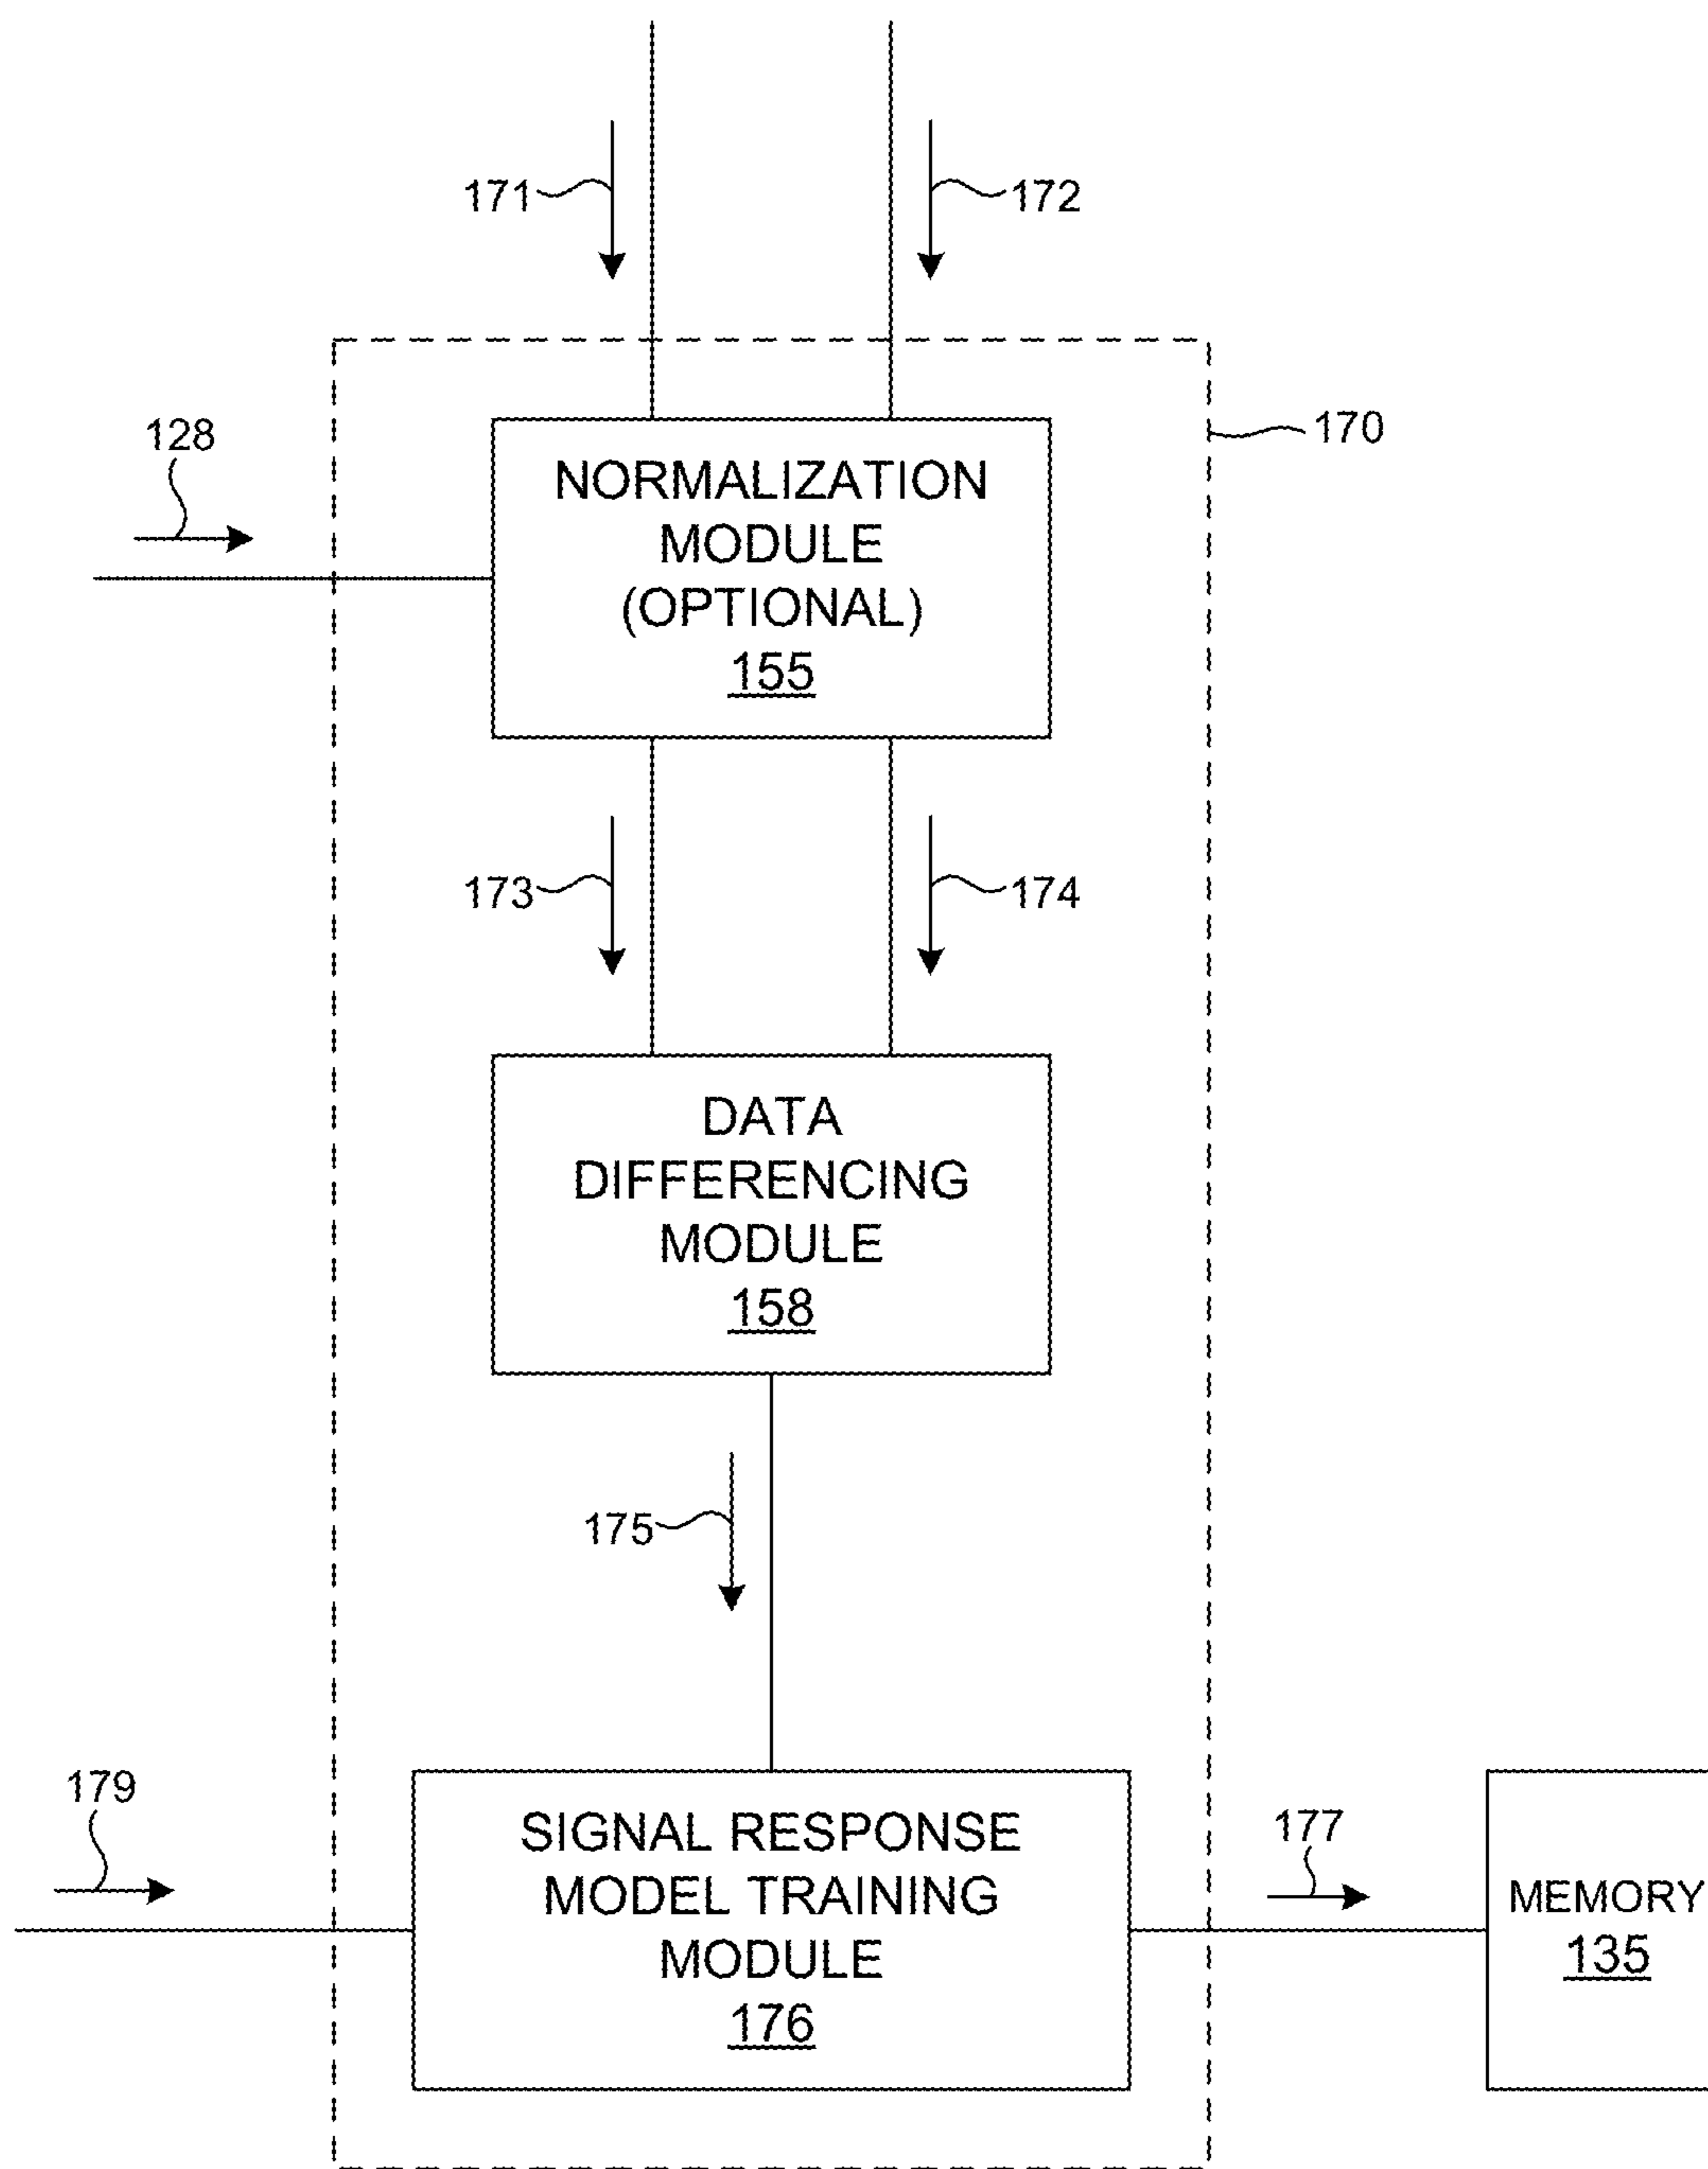 171
172
128
170
NORMALIZATION
MODULE
(OPTIONAL)
155
173
174
DATA
DIFFERENCING
MODULE
158
175
179
SIGNAL RESPONSE
MODEL TRAINING
MODULE
176
177
MEMORY
135